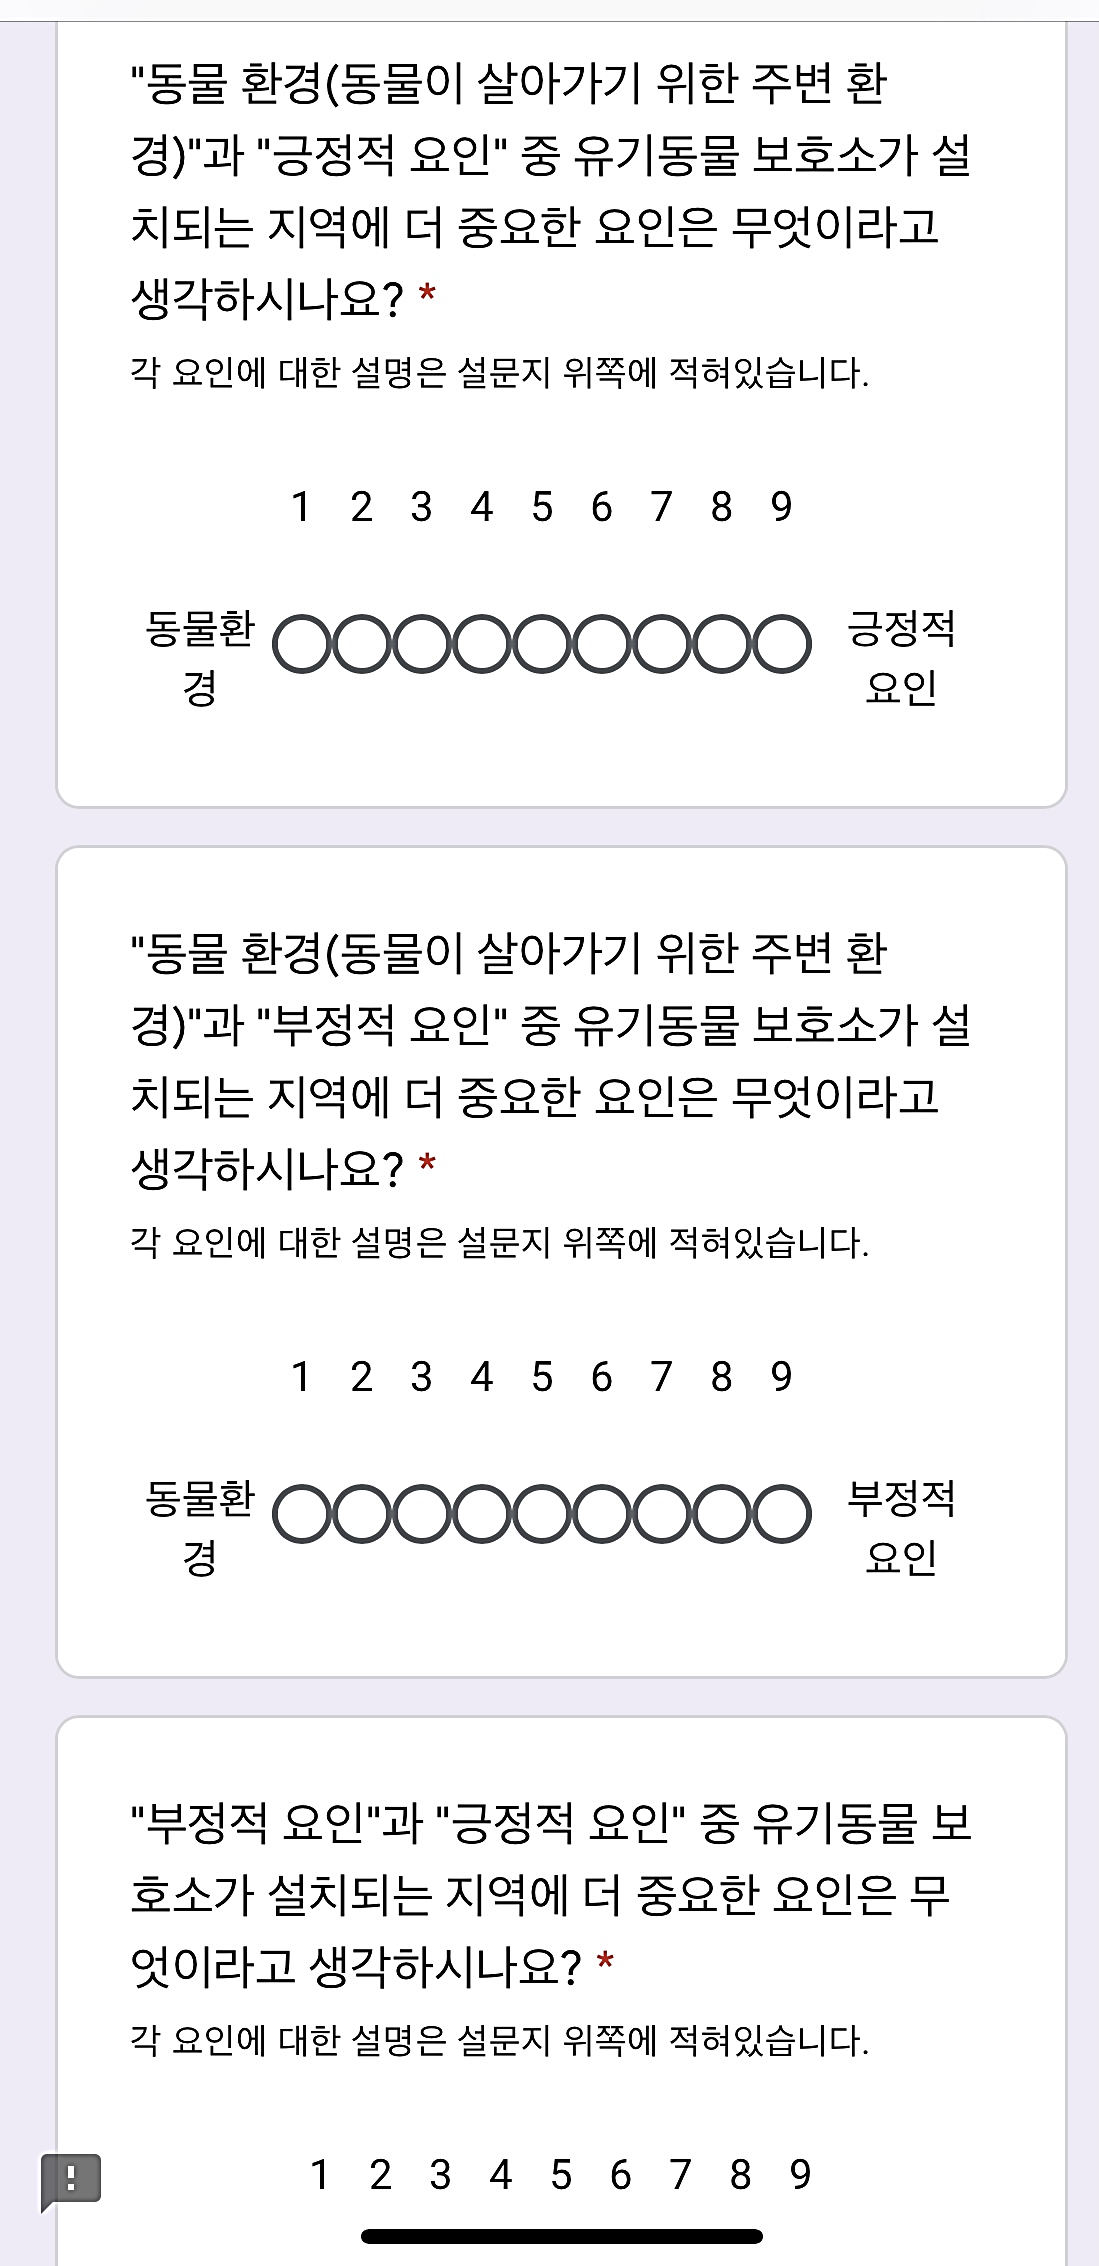 "동물 환경(동물이 살아가기 위한 주변 환
경)"과 "긍정적 요인" 중 유기동물 보호소가 설
치되는 지역에 더 중요한 요인은 무엇이라고
생각하시나요? *
각 요인에 대한 설명은 설문지 위쪽에 적혀있습니다.
1 2 3 4 5 6 7 8 9
동물환
경
긍정적
요인
"동물 환경(동물이 살아가기 위한 주변 환
경)"과 "부정적 요인" 중 유기동물 보호소가 설
치되는 지역에 더 중요한 요인은 무엇이라고
생각하시나요? *
각 요인에 대한 설명은 설문지 위쪽에 적혀있습니다.
1 2 3 4 5 6 7 8 9
동물환
경
부정적
요인
"부정적 요인"과 "긍정적 요인" 중 유기동물 보
호소가 설치되는 지역에 더 중요한 요인은 무
엇이라고 생각하시나요? *
각 요인에 대한 설명은 설문지 위쪽에 적혀있습니다.
1 2 3 4 5 6 7 8 9